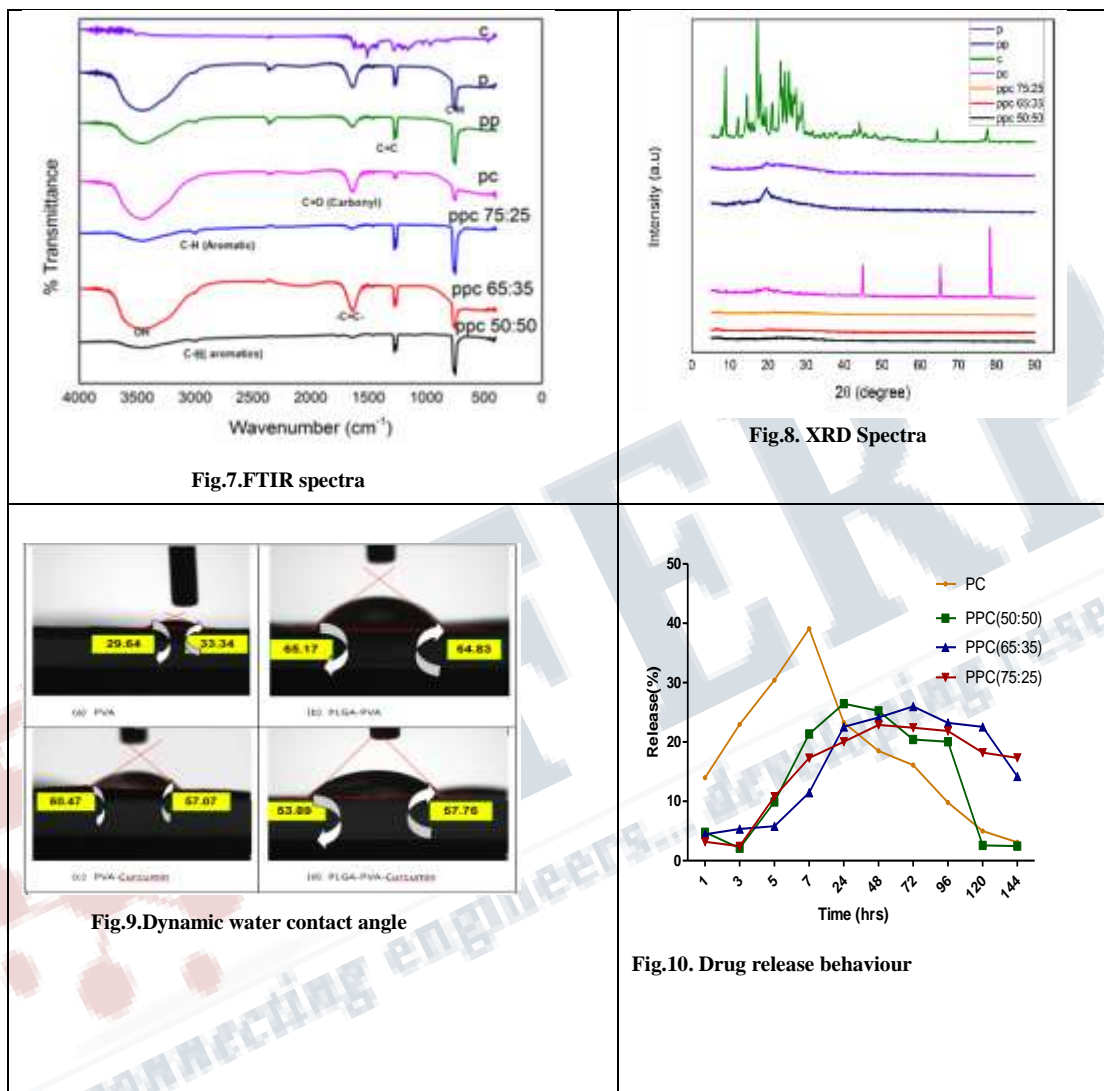 c
p
C-H
pp
C=C
pc
C=O (Carbonyl)
ppc 75:25
C-H (Aromatic)
ppc 65:35
-C=C-
OH
ppc 50:50
% Transmittance
4000 3500 3000 2500 2000 1500 1000 500 0
Wavenumber (cm-1)
Fig.7.FTIR spectra
p
pp
c
pc
ppc 75:25
ppc 65:35
ppc 50:50
Intensity (a.u)
0 10 20 30 40 50 60 70 80 90
2θ (degree)
Fig.8. XRD Spectra
29.64 33.34
65.17 64.83
(a) PVA
(b) PLGA-PVA
57.07
57.76
(c) PVA-Curcumin
PLGA-PVA-Curcumin
Fig.9.Dynamic water contact angle
50
40
30
20
10
0
Release(%)
PC
PPC(50:50)
PPC(65:35)
PPC(75:25)
1 3 5 7 24 48 72 96 120 144
Time (hrs)
Fig.10. Drug release behaviour
connecting engineers... developing